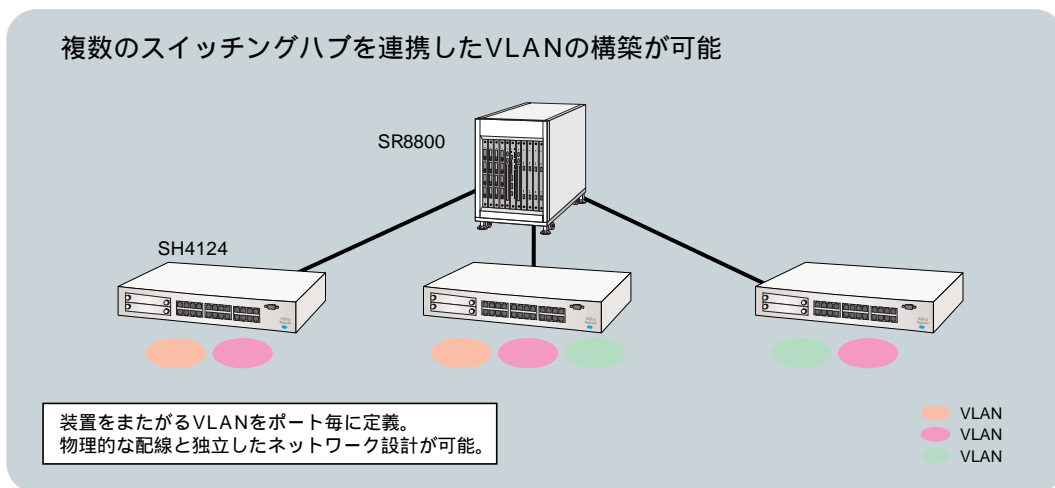 複数のスイッチングハブを連携したVLANの構築が可能
SR8800
SH4124
装置をまたがるVLANをポート毎に定義。
物理的な配線と独立したネットワーク設計が可能。
VLAN
VLAN
VLAN